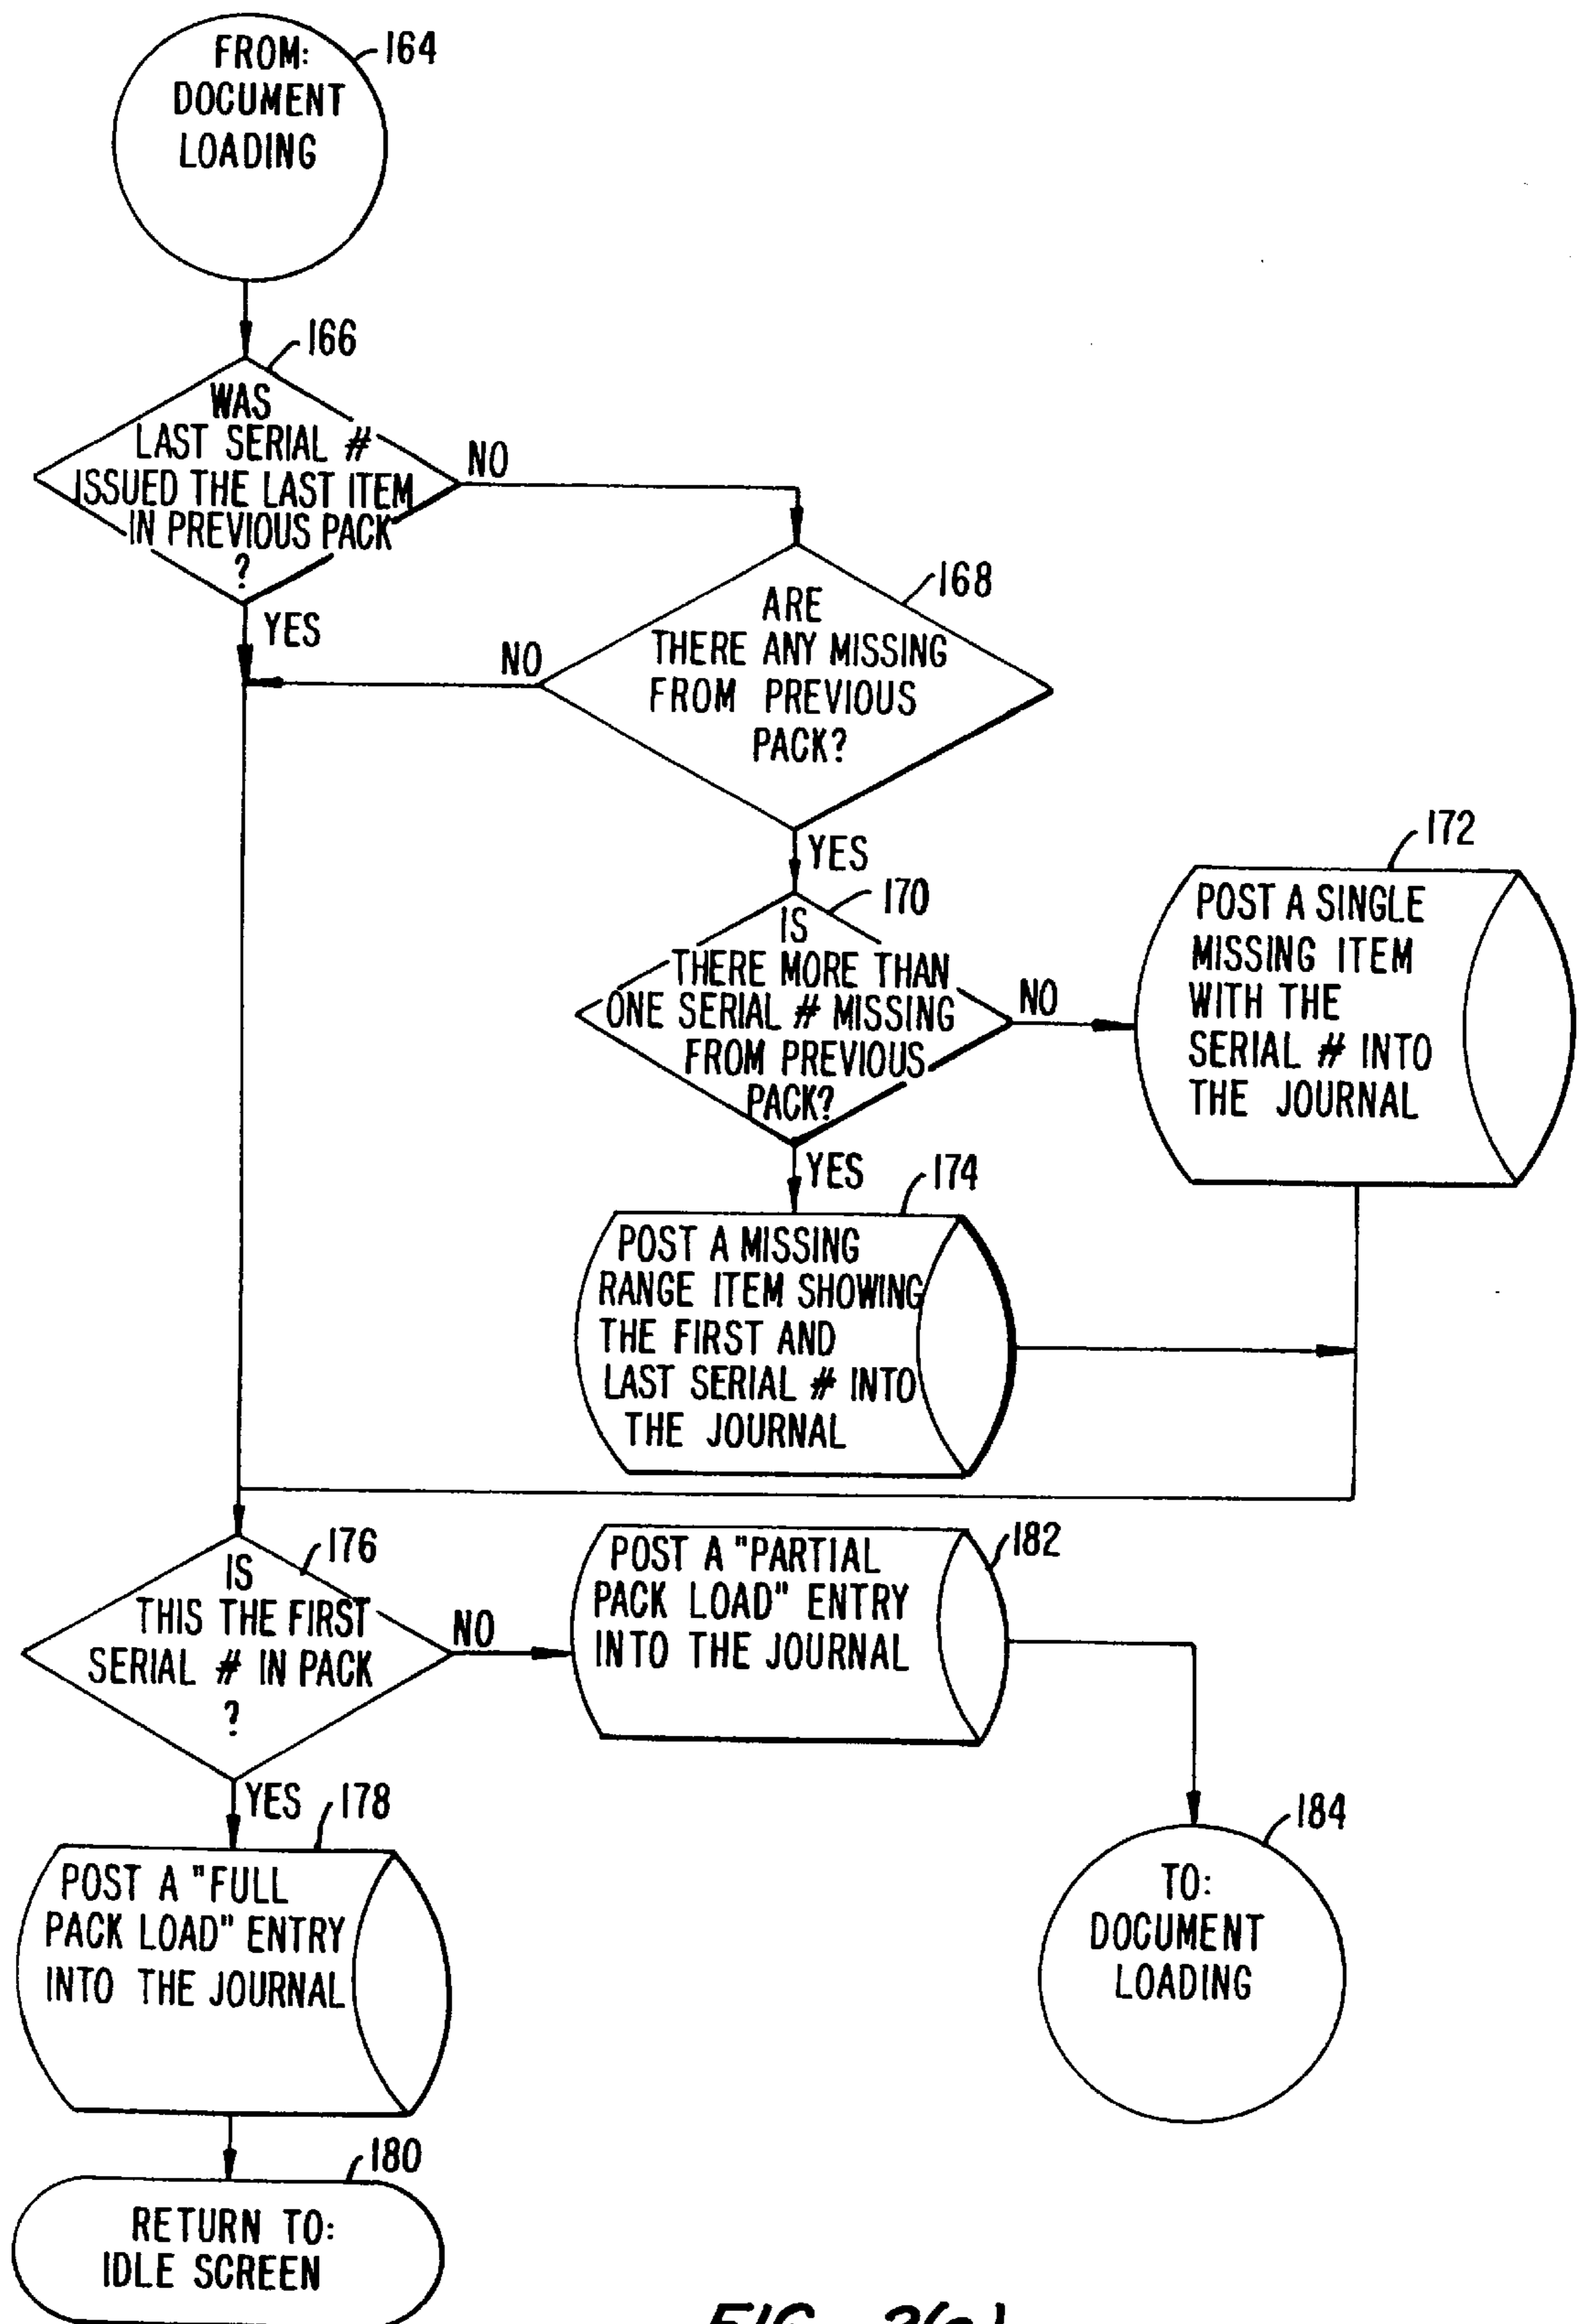 FROM:
DOCUMENT
LOADING
164
166
WAS
LAST SERIAL #
ISSUED THE LAST ITEM
IN PREVIOUS PACK
?
NO
YES
168
ARE
THERE ANY MISSING
FROM PREVIOUS
PACK?
NO
YES
170
IS
THERE MORE THAN
ONE SERIAL # MISSING
FROM PREVIOUS
PACK?
NO
YES
172
POST A SINGLE
MISSING ITEM
WITH THE
SERIAL # INTO
THE JOURNAL
174
POST A MISSING
RANGE ITEM SHOWING
THE FIRST AND
LAST SERIAL # INTO
THE JOURNAL
176
IS
THIS THE FIRST
SERIAL # IN PACK
?
NO
YES
182
POST A "PARTIAL
PACK LOAD" ENTRY
INTO THE JOURNAL
178
POST A "FULL
PACK LOAD" ENTRY
INTO THE JOURNAL
184
TO:
DOCUMENT
LOADING
180
RETURN TO:
IDLE SCREEN